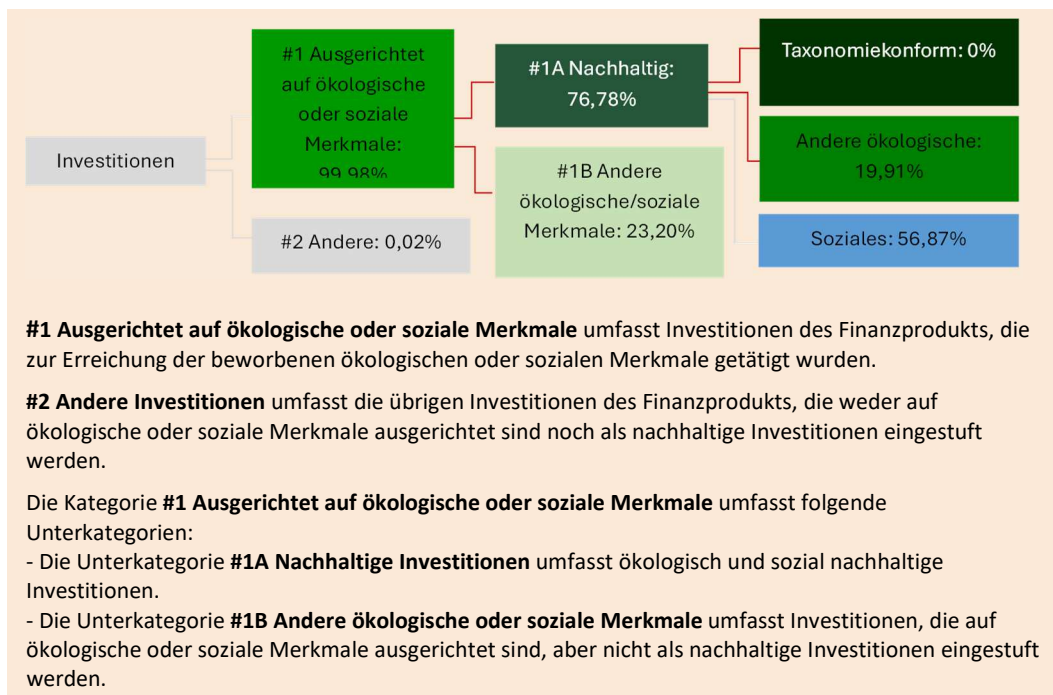 Investitionen
#1 Ausgerichtet
auf ökologische
oder soziale
Merkmale:
99,98%
#2 Andere: 0,02%
#1A Nachhaltig:
76,78%
#1B Andere
ökologische/soziale
Merkmale: 23,20%
Taxonomiekonform: 0%
Andere ökologische:
19,91%
Soziales: 56,87%
#1 Ausgerichtet auf ökologische oder soziale Merkmale umfasst Investitionen des Finanzprodukts, die
zur Erreichung der beworbenen ökologischen oder sozialen Merkmale getätigt wurden.
#2 Andere Investitionen umfasst die übrigen Investitionen des Finanzprodukts, die weder auf
ökologische oder soziale Merkmale ausgerichtet sind noch als nachhaltige Investitionen eingestuft
werden.
Die Kategorie #1 Ausgerichtet auf ökologische oder soziale Merkmale umfasst folgende
Unterkategorien:
- Die Unterkategorie #1A Nachhaltige Investitionen umfasst ökologisch und sozial nachhaltige
Investitionen.
- Die Unterkategorie #1B Andere ökologische oder soziale Merkmale umfasst Investitionen, die auf
ökologische oder soziale Merkmale ausgerichtet sind, aber nicht als nachhaltige Investitionen eingestuft
werden.